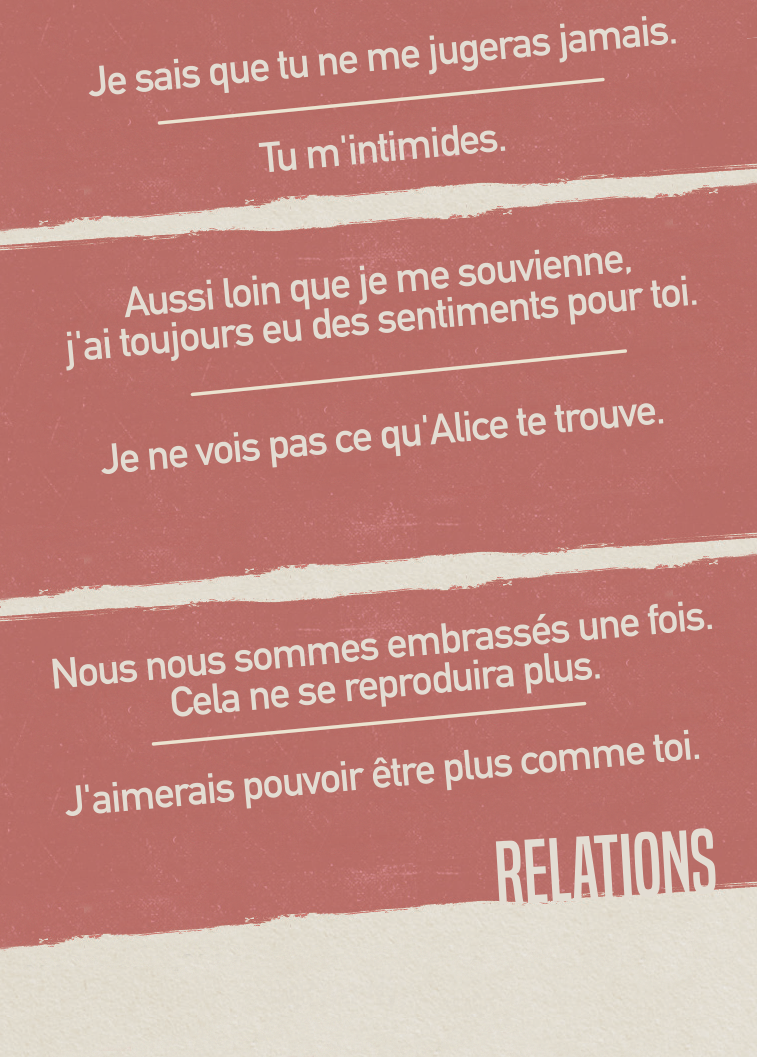 Je sais que tu ne me jugeras jamais.
Tu m'intimides.
Aussi loin que je me souvienne,
j'ai toujours eu des sentiments pour toi.
Je ne vois pas ce qu'Alice te trouve.
Nous nous sommes embrassés une fois.
Cela ne se reproduira plus.
J'aimerais pouvoir être plus comme toi.
RELATIONS